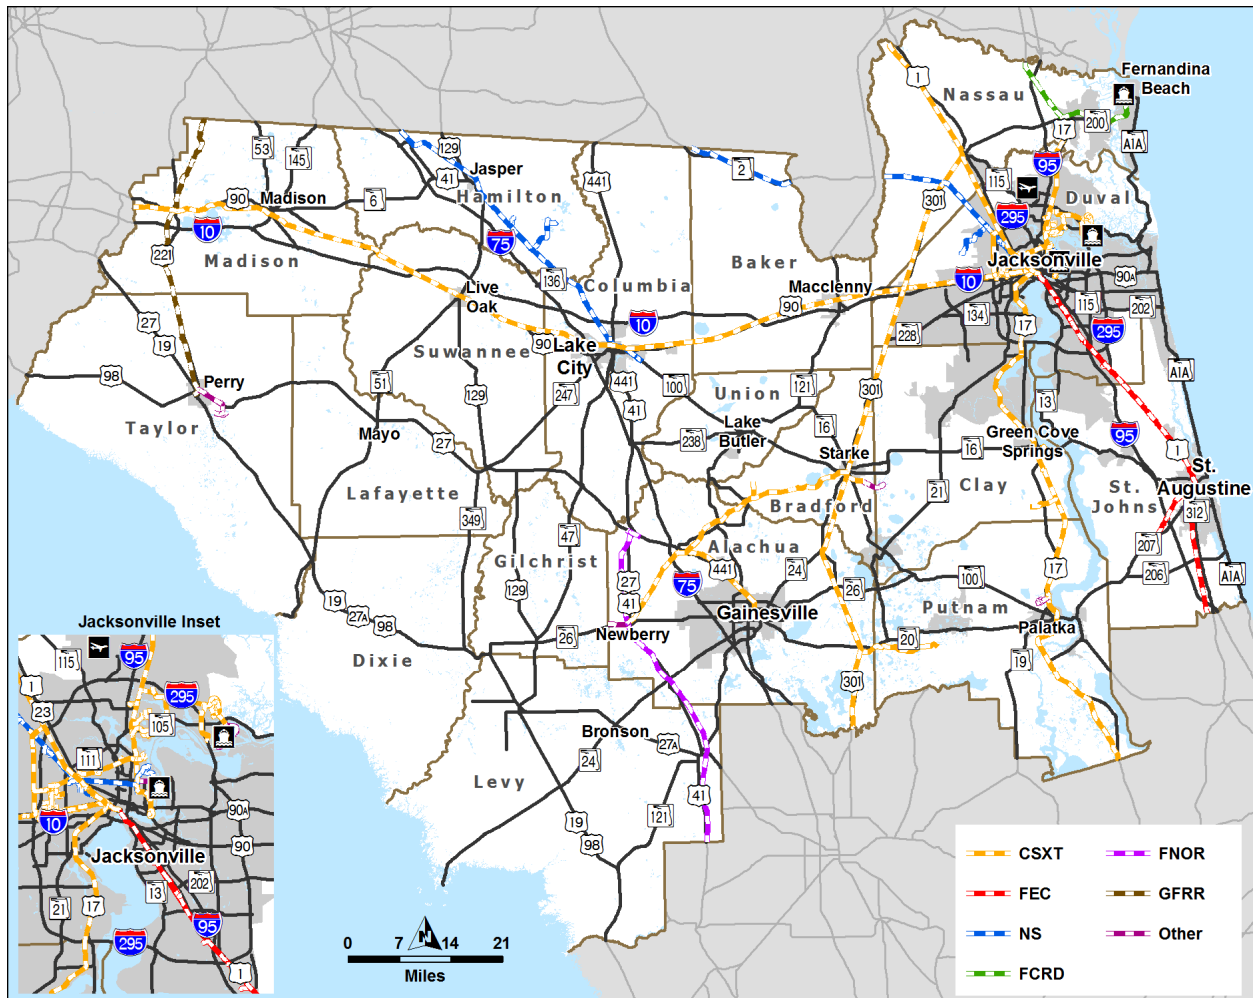 Fernandina
Beach
1
Nassau
17
200
A1A
53
145
129
Jasper
41
Hamilton
441
2
95
115
Duval
301
295
90
Madison
6
10
75
221
Madison
136
Columbia
Baker
Jacksonville
Macclenny
10
90A
Live
Oak
10
90
134
115
202
17
295
228
27
19
90
Lake
City
Suwannee
98
Perry
51
129
247
441
41
100
Union
121
301
13
A1A
Taylor
Mayo
27
238
Lake
Butler
16
Starke
16
Green Cove
Springs
95
1
St.
Augustine
Lafayette
349
47
Bradford
21
Clay
St.
Johns
312
Gilchrist
Alachua
207
206
A1A
129
27
41
441
75
24
26
17
100
19
27A
98
26
Newberry
Gainesville
Putnam
20
Palatka
19
Dixie
301
Bronson
27A
24
Levy
41
121
19
98
Jacksonville Inset
115
95
1
295
23
105
111
10
90A
90
Jacksonville
13
202
21
17
95
295
1
N
0 7 14 21
Miles
CSXT
FEC
NS
FCRD
FNOR
GFRR
Other